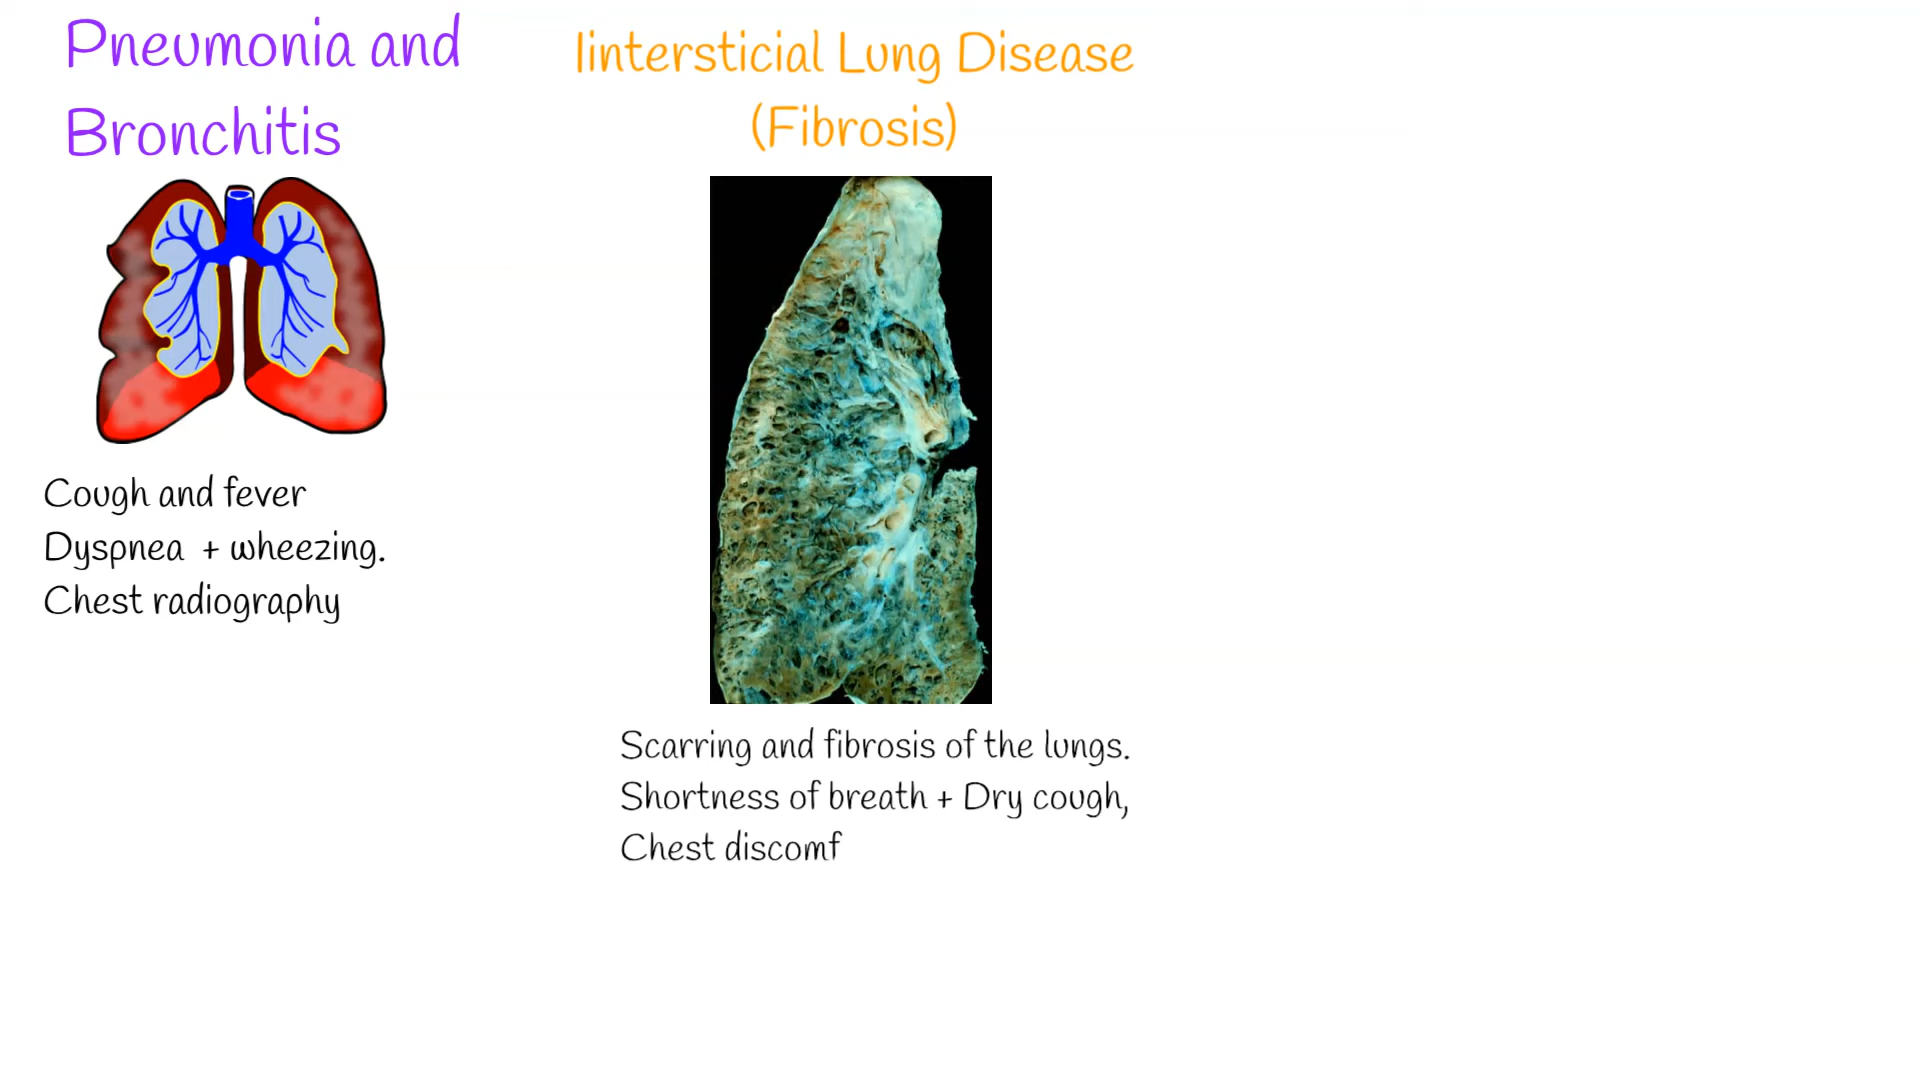 Pneumonia and
Bronchitis
Cough and fever
Dyspnea + wheezing.
Chest radiography
Iintersticial Lung Disease
(Fibrosis)
Scarring and fibrosis of the lungs.
Shortness of breath + Dry cough,
Chest discomf